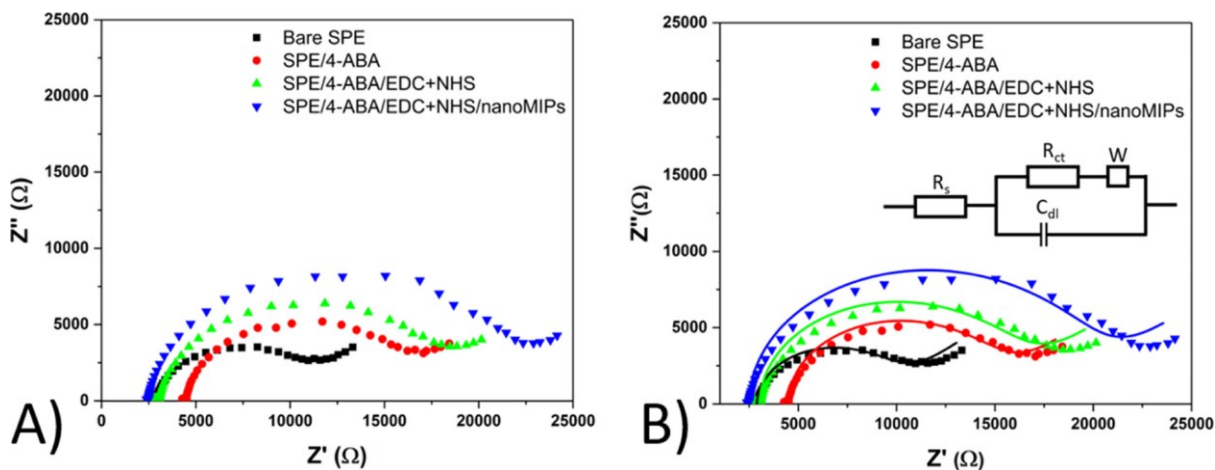 25000
20000
15000
10000
5000
0
Z'' (Ω)
Bare SPE
SPE/4-ABA
SPE/4-ABA/EDC+NHS
SPE/4-ABA/EDC+NHS/nanoMIPs
0 5000 10000 15000 20000 25000
Z' (Ω)
A)
25000
20000
15000
10000
5000
0
Z''(Ω)
Bare SPE
SPE/4-ABA
SPE/4-ABA/EDC+NHS
SPE/4-ABA/EDC+NHS/nanoMIPs
Rct W
Rs
Cdl
5000 10000 15000 20000 25000
Z' (Ω)
B)